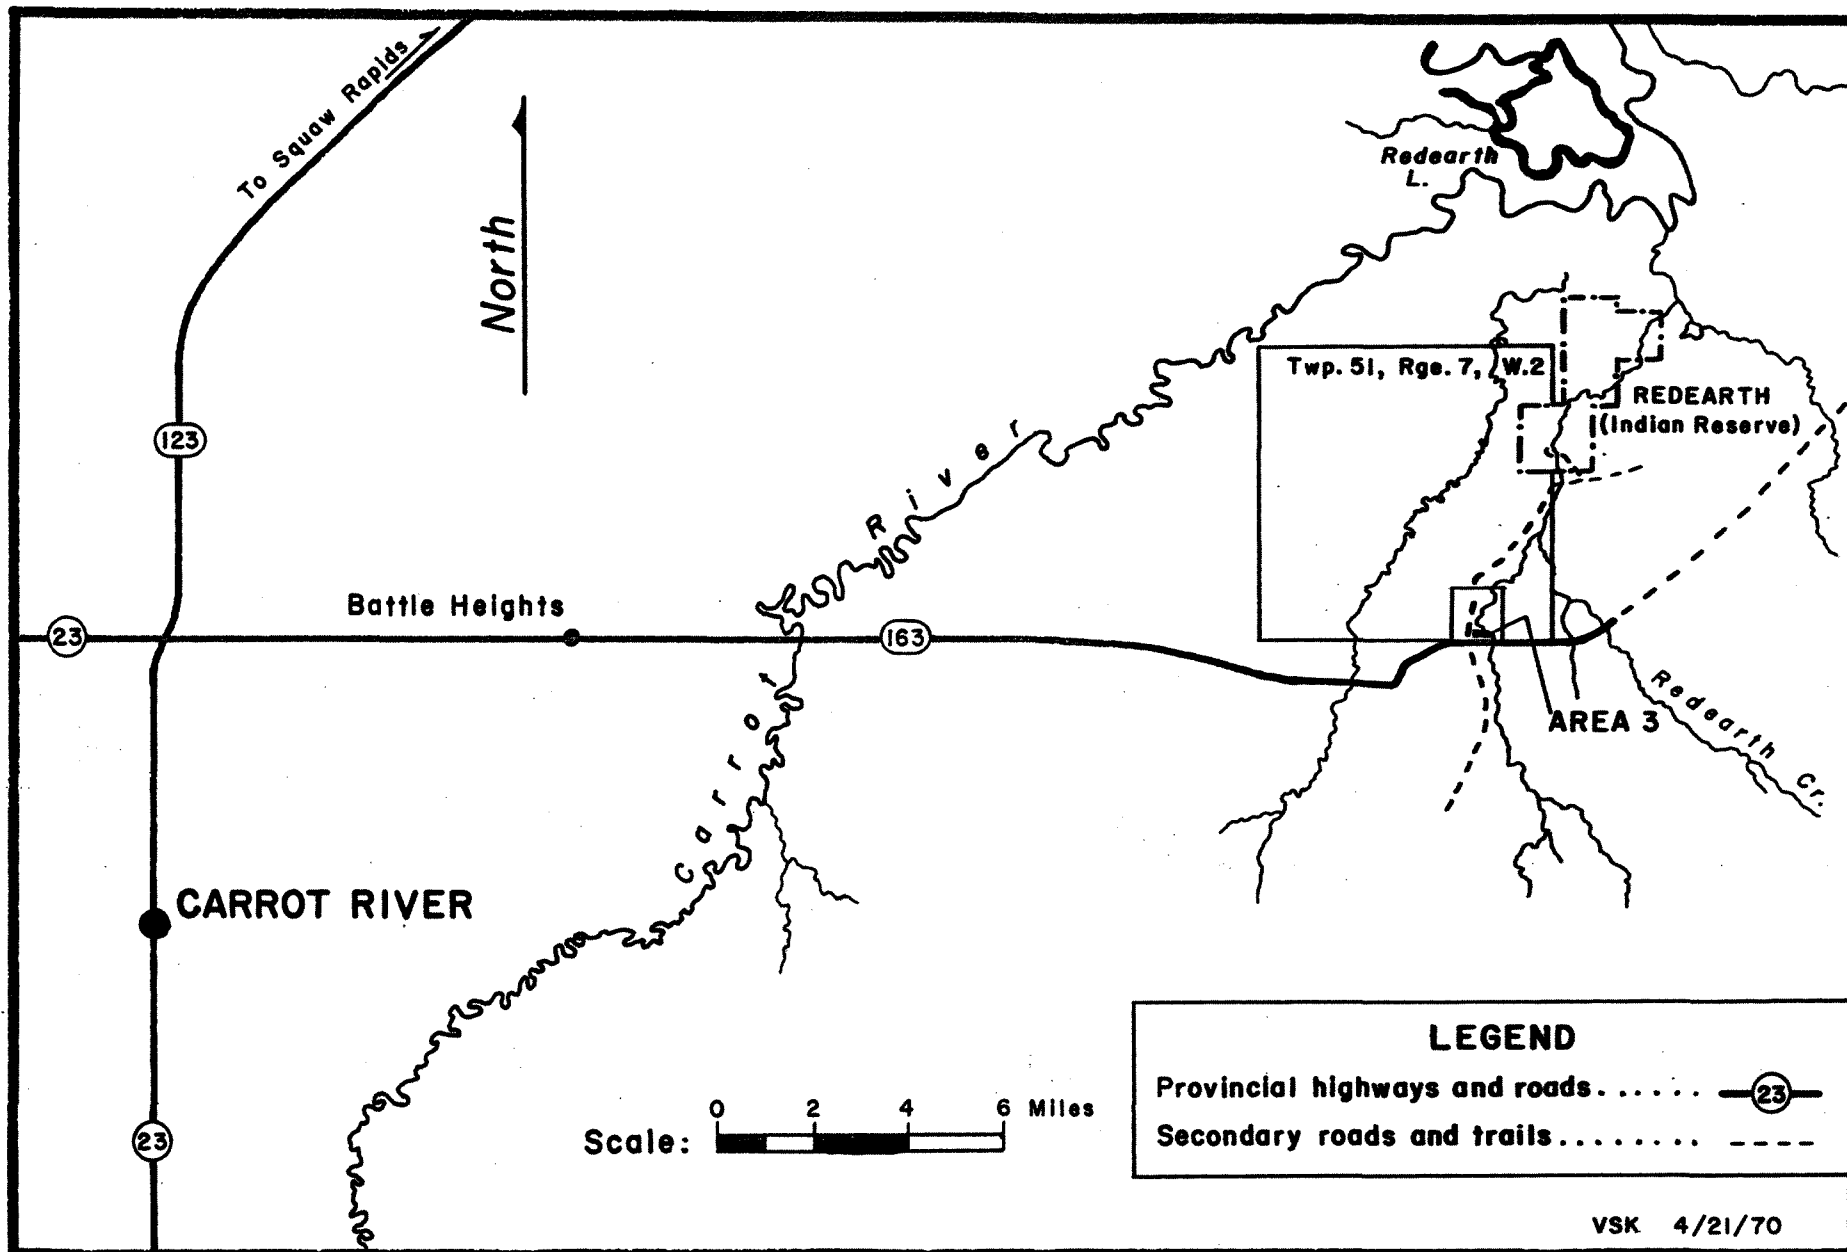 To Squaw Rapids
North
Redearth
L.
Twp. 51, Rge. 7, W.2
REDEARTH
(Indian Reserve)
123
River
Battle Heights
23
163
Carrot
AREA 3
Redearth Cr.
CARROT RIVER
23
Scale:
0 2 4 6 Miles
LEGEND
Provincial highways and roads...... 23
Secondary roads and trails........
VSK 4/21/70